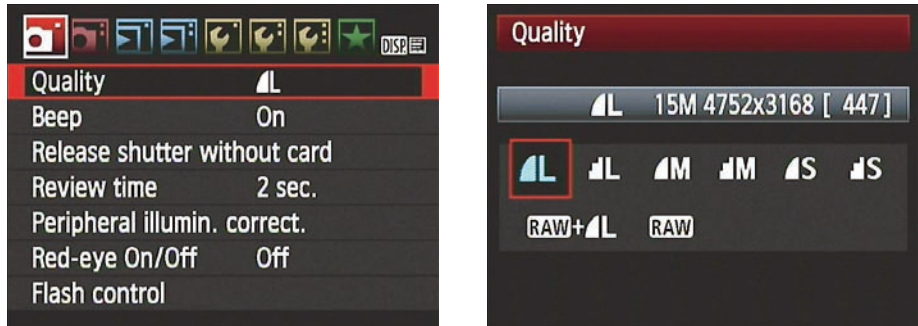 DISP.
Quality L
Beep On
Release shutter without card
Review time 2 sec.
Peripheral illumin. correct.
Red-eye On/Off Off
Flash control
Quality
L 15M 4752x3168 [ 447]
L L M M S S
RAW+L RAW